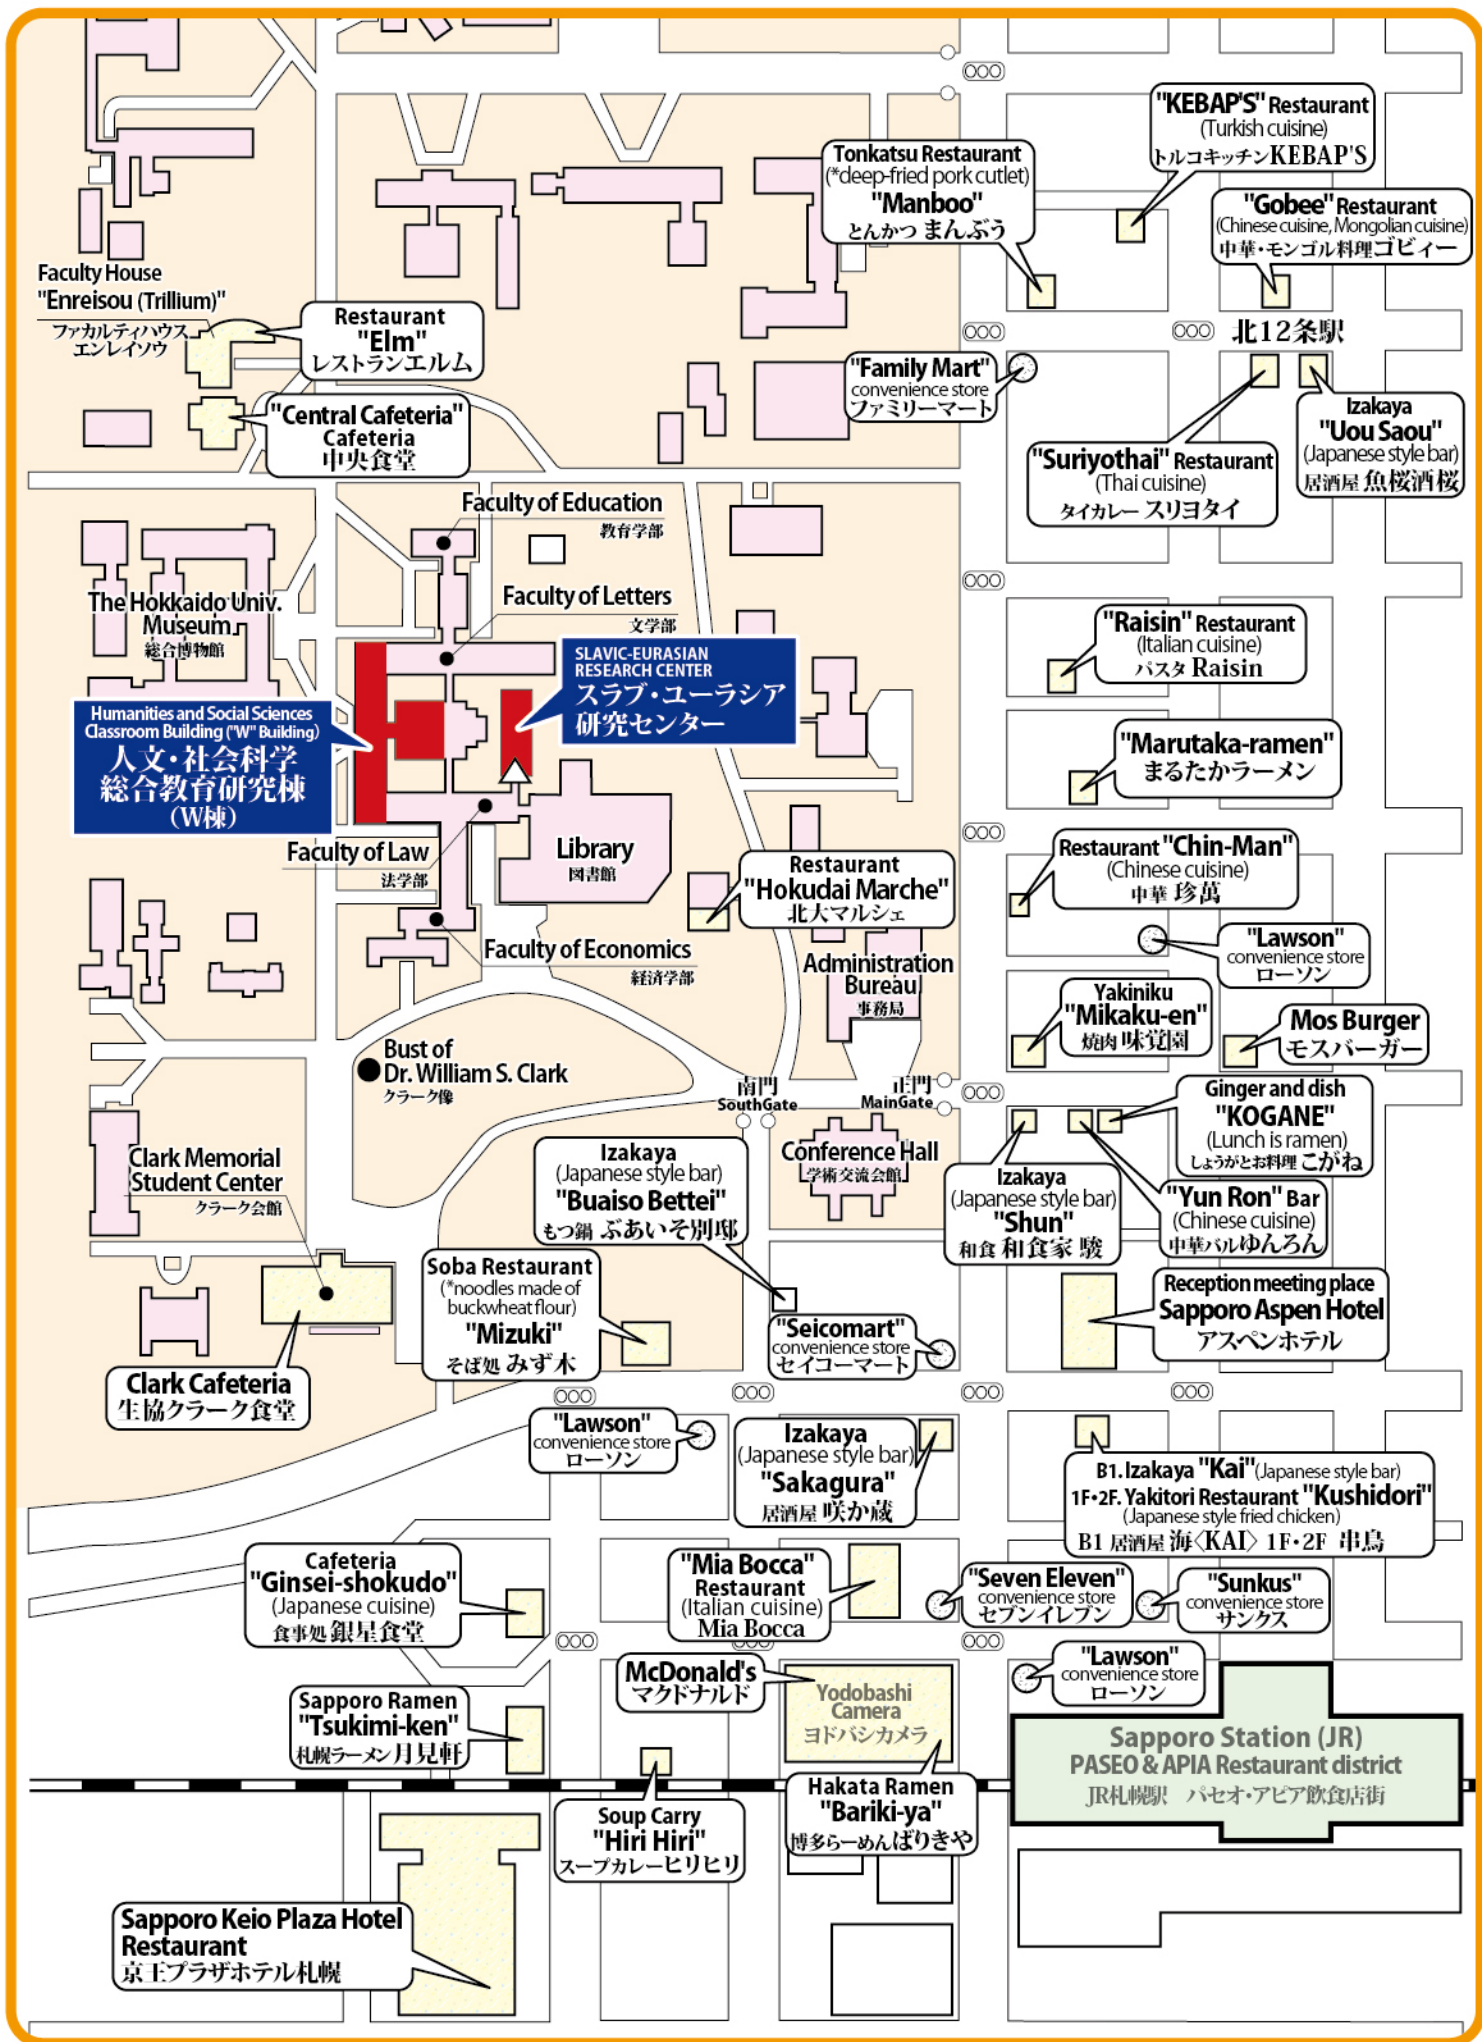 "KEBAP'S" Restaurant
(Turkish cuisine)
トルコキッチンKEBAP'S
Tonkatsu Restaurant
(*deep-fried pork cutlet)
"Manboo"
とんかつ まんぶう
"Gobee" Restaurant
(Chinese cuisine, Mongolian cuisine)
中華・モンゴル料理ゴビィー
Faculty House
"Enreisou (Trillium)"
ファカルティハウス
エンレイソウ
Restaurant
"Elm"
レストランエルム
北12条駅
"Family Mart"
convenience store
ファミリーマート
"Central Cafeteria"
Cafeteria
中央食堂
Izakaya
"Uou Saou"
(Japanese style bar)
居酒屋 魚桜酒桜
"Suriyothai" Restaurant
(Thai cuisine)
タイカレー スリヨタイ
Faculty of Education
教育学部
The Hokkaido Univ.
Museum
総合博物館
Faculty of Letters
文学部
"Raisin" Restaurant
(Italian cuisine)
パスタ Raisin
SLAVIC-EURASIAN
RESEARCH CENTER
スラブ・ユーラシア
研究センター
Humanities and Social Sciences
Classroom Building ("W" Building)
人文・社会科学
総合教育研究棟
(W棟)
"Marutaka-ramen"
まるたかラーメン
Faculty of Law
法学部
Library
図書館
Restaurant
"Hokudai Marche"
北大マルシェ
Restaurant "Chin-Man"
(Chinese cuisine)
中華 珍萬
Faculty of Economics
経済学部
Administration
Bureau
事務局
"Lawson"
convenience store
ローソン
Yakiniku
"Mikaku-en"
焼肉 味覚園
Mos Burger
モスバーガー
Bust of
Dr. William S. Clark
クラーク像
南門
SouthGate
正門
MainGate
Ginger and dish
"KOGANE"
(Lunch is ramen)
しょうがとお料理 こがね
Clark Memorial
Student Center
クラーク会館
Izakaya
(Japanese style bar)
"Buaiso Bettei"
もつ鍋 ぶあいそ別邸
Conference Hall
学術交流会館
Izakaya
(Japanese style bar)
"Shun"
和食 和食家 駿
"Yun Ron" Bar
(Chinese cuisine)
中華バルゆんろん
Soba Restaurant
(*noodles made of
buckwheat flour)
"Mizuki"
そば処 みず木
"Seicomart"
convenience store
セイコーマート
Reception meeting place
Sapporo Aspen Hotel
アスペンホテル
Clark Cafeteria
生協クラーク食堂
"Lawson"
convenience store
ローソン
Izakaya
(Japanese style bar)
"Sakagura"
居酒屋 咲か蔵
B1. Izakaya "Kai"(Japanese style bar)
1F・2F. Yakitori Restaurant "Kushidori"
(Japanese style fried chicken)
B1 居酒屋 海〈KAI〉 1F・2F 串鳥
Cafeteria
"Ginsei-shokudo"
(Japanese cuisine)
食事処 銀星食堂
"Mia Bocca"
Restaurant
(Italian cuisine)
Mia Bocca
"Seven Eleven"
convenience store
セブンイレブン
"Sunkus"
convenience store
サンクス
McDonald's
マクドナルド
"Lawson"
convenience store
ローソン
Yodobashi
Camera
ヨドバシカメラ
Sapporo Ramen
"Tsukimi-ken"
札幌ラーメン月見軒
Sapporo Station (JR)
PASEO & APIA Restaurant district
JR札幌駅 パセオ・アピア飲食店街
Soup Carry
"Hiri Hiri"
スープカレーヒリヒリ
Hakata Ramen
"Bariki-ya"
博多らーめんばりきや
Sapporo Keio Plaza Hotel
Restaurant
京王プラザホテル札幌